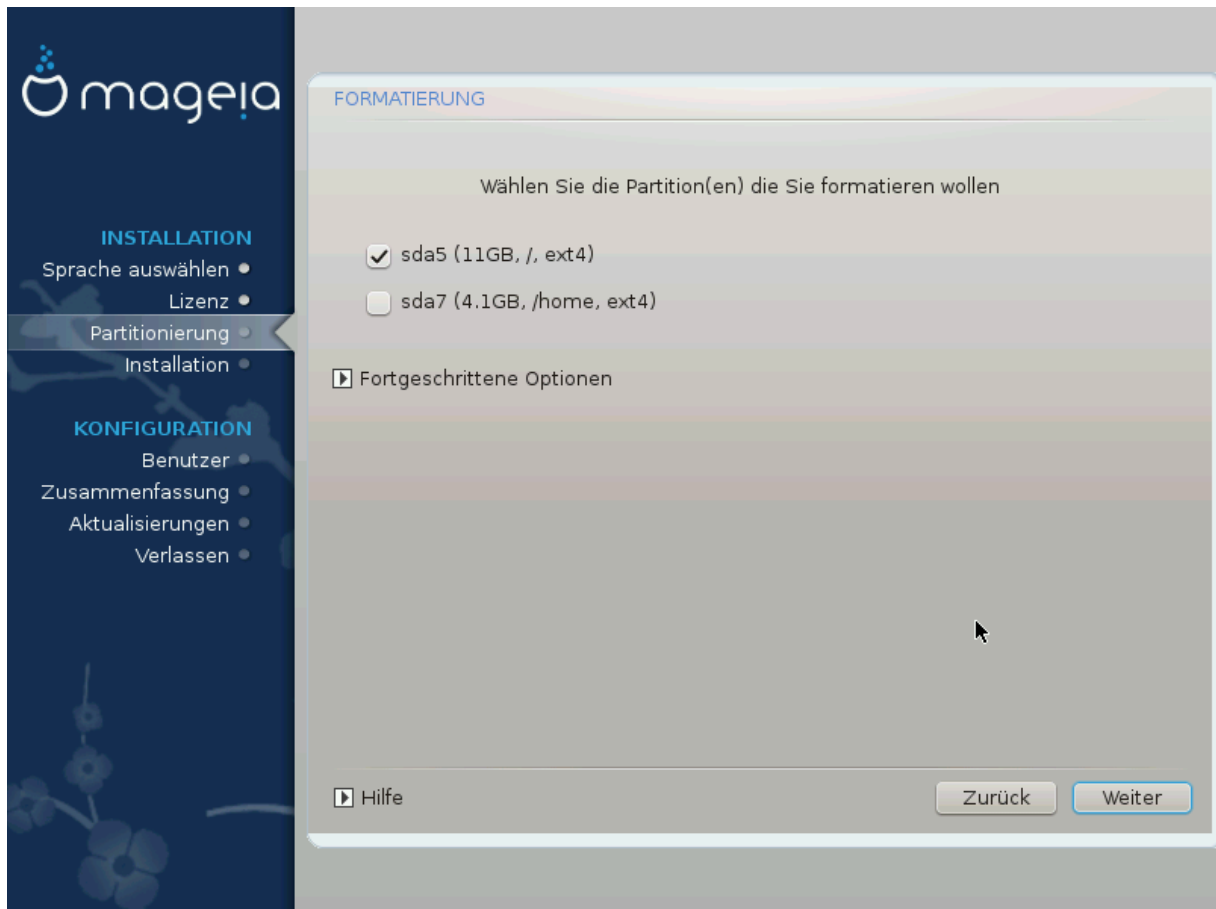 mageia
INSTALLATION
Sprache auswählen
Lizenz
Partitionierung
Installation
KONFIGURATION
Benutzer
Zusammenfassung
Aktualisierungen
Verlassen
FORMATIERUNG
Wählen Sie die Partition(en) die Sie formatieren wollen
sda5 (11GB, /, ext4)
sda7 (4.1GB, /home, ext4)
Fortgeschrittene Optionen
Hilfe
Zurück
Weiter